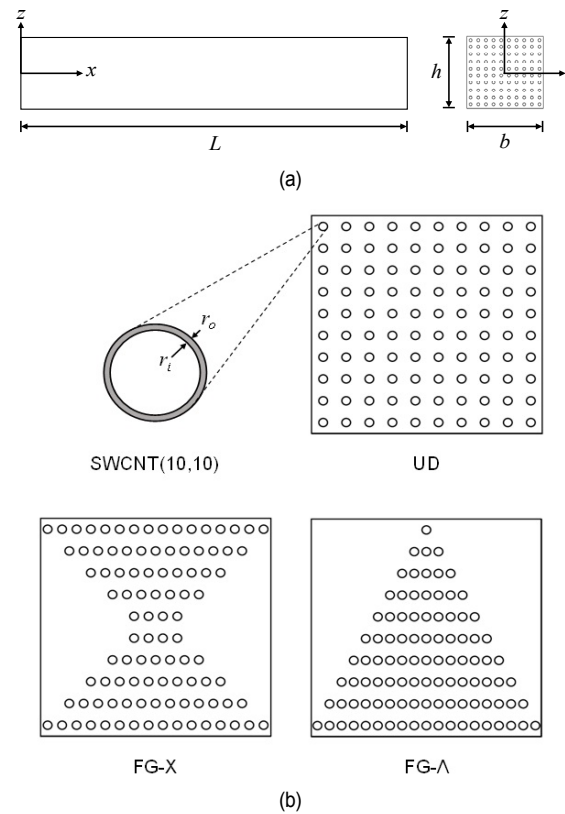 z
z
x
h
L
b
(a)
r_o
r_i
SWCNT(10,10)
UD
FG-X
FG-Λ
(b)